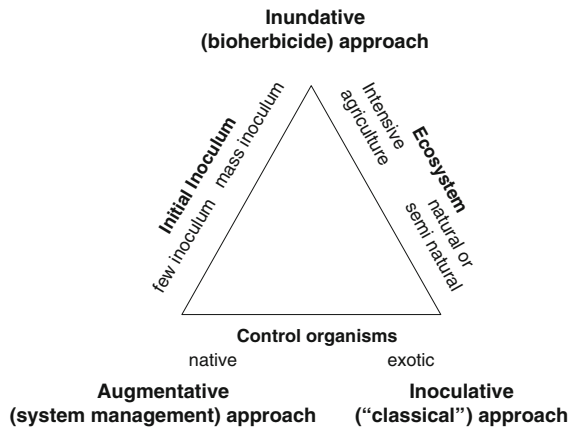 Inundative
(bioherbicide) approach
Initial Inoculum
mass inoculum
few inoculum
Intensive
agriculture
Ecosystem
natural or
semi natural
Control organisms
native
exotic
Augmentative
(system management) approach
Inoculative
(“classical”) approach